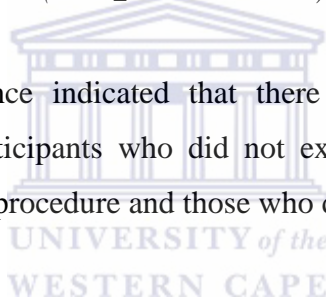 nce indicated that there
ticipants who did not ex
procedure and those who
UNIVERSITY of the
WESTERN CAPE